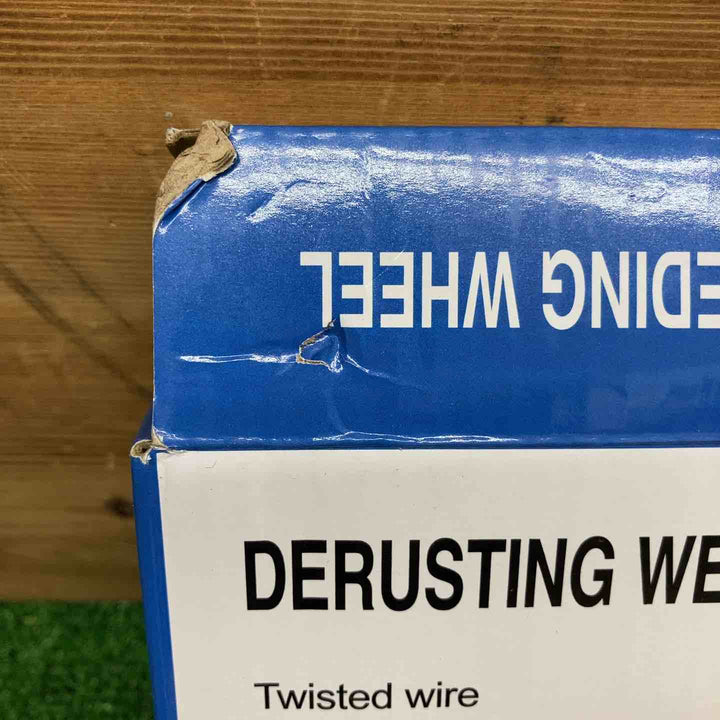 EDING WHEEL
DERUSTING WE
Twisted wire